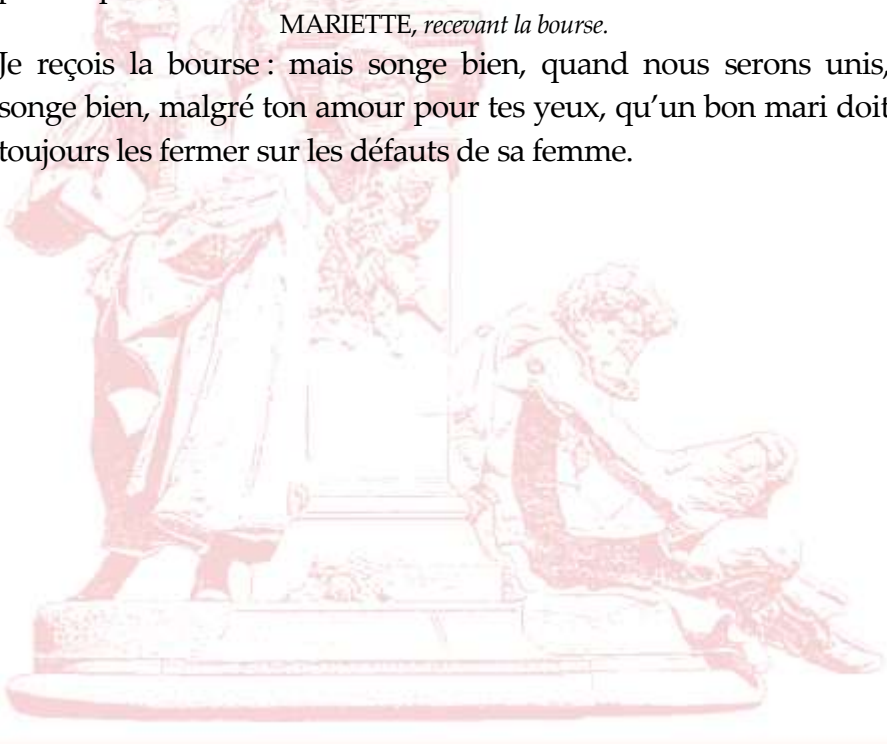 MARIETTE, recevant la bourse.
Je reçois la bourse : mais songe bien, quand nous serons unis,
songe bien, malgré ton amour pour tes yeux, qu’un bon mari doit
toujours les fermer sur les défauts de sa femme.